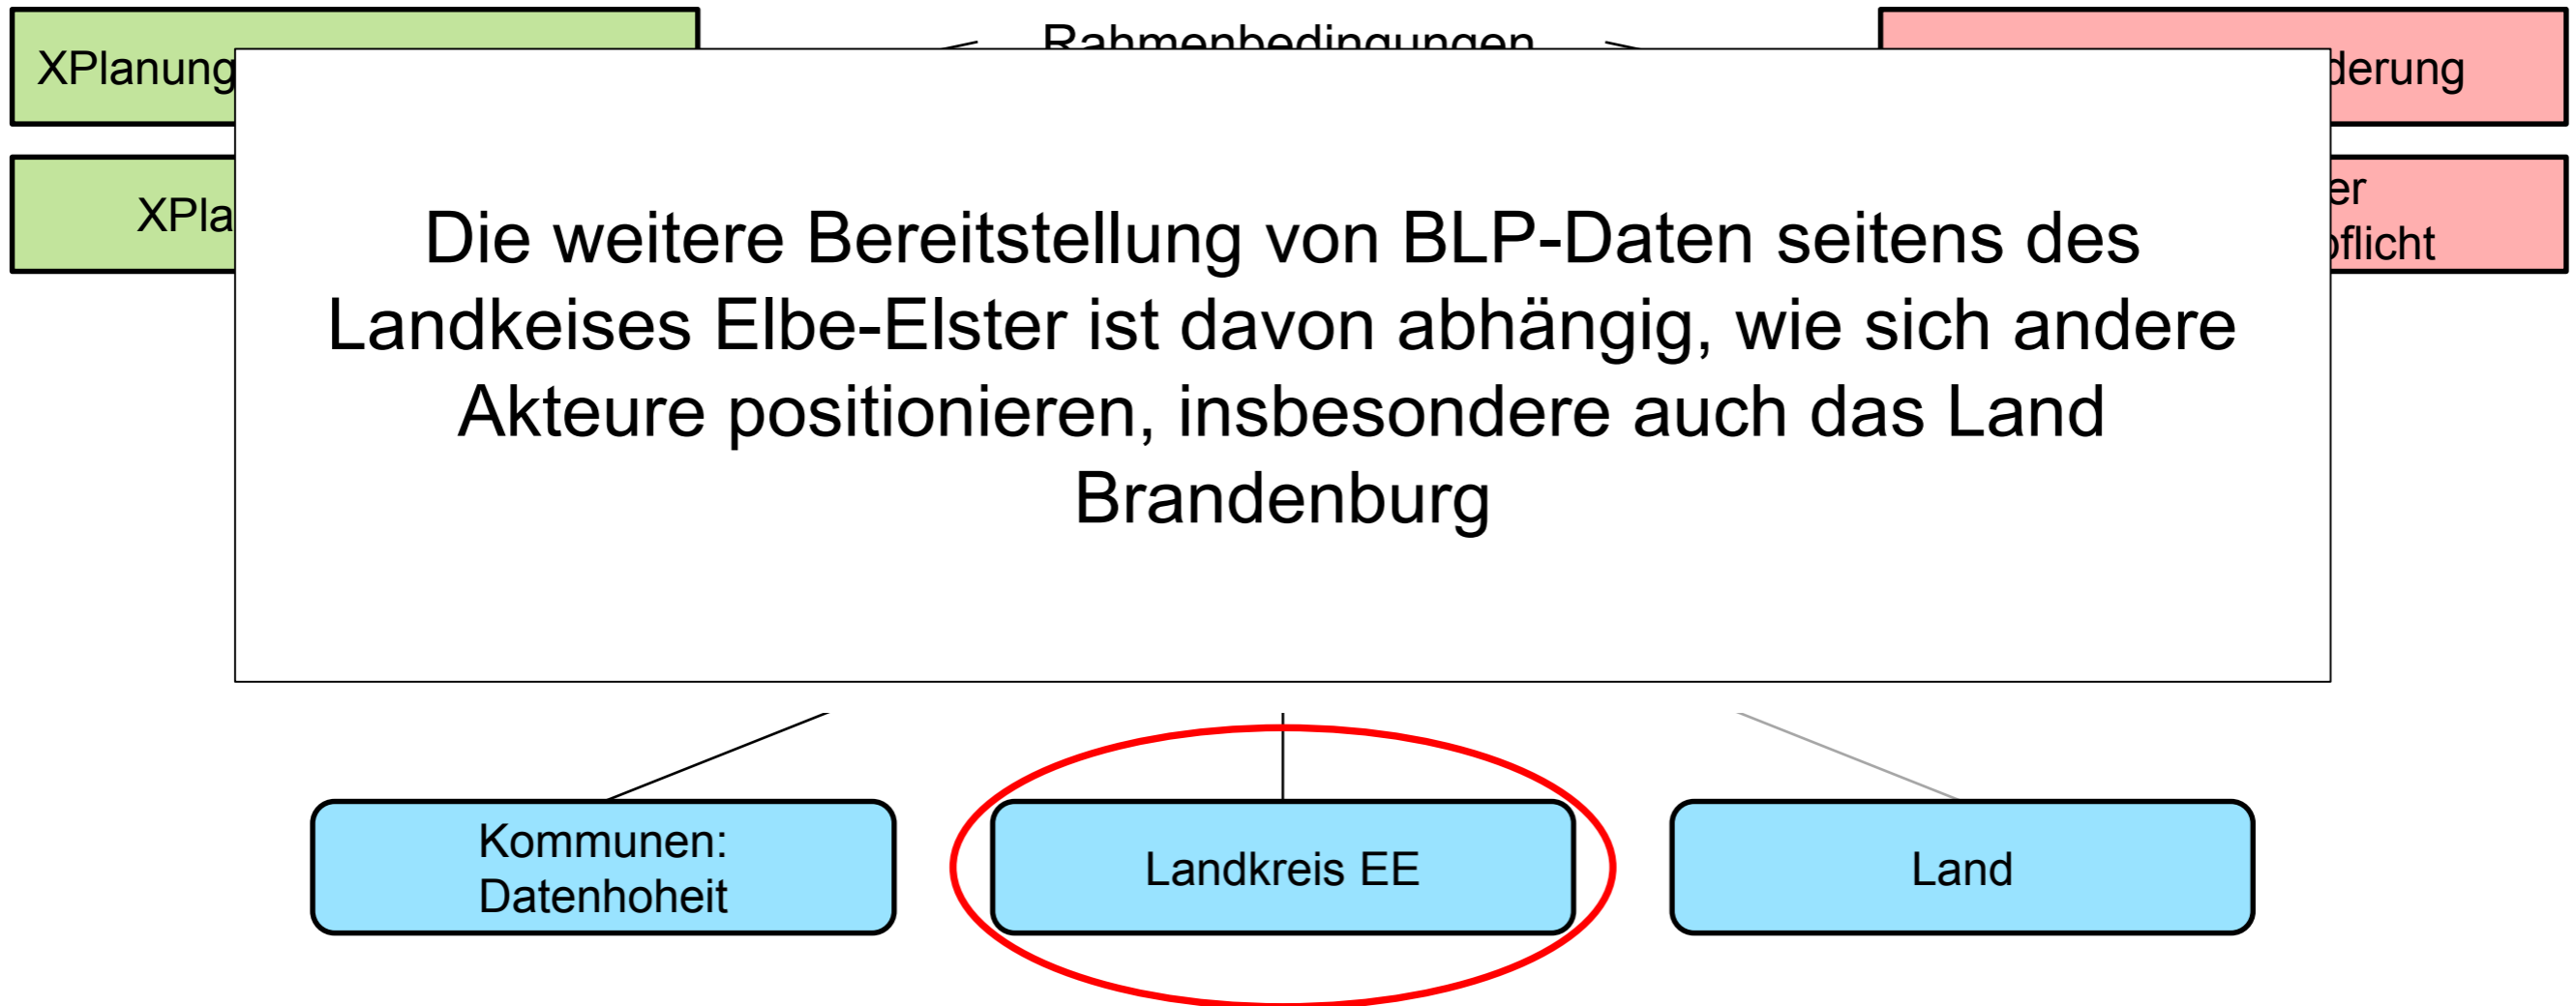 Rahmenbedingungen
XPlanung
derung
XPla
er
pflicht
Die weitere Bereitstellung von BLP-Daten seitens des
Landkeises Elbe-Elster ist davon abhängig, wie sich andere
Akteure positionieren, insbesondere auch das Land
Brandenburg
Kommunen:
Datenhoheit
Landkreis EE
Land